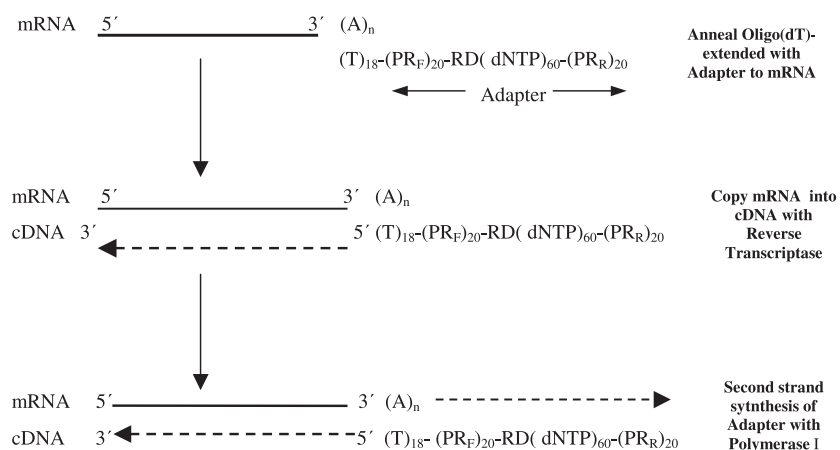 mRNA 5´ 3´ (A)n
Anneal Oligo(dT)-
extended with
Adapter to mRNA
(T)18-(PRF)20-RD( dNTP)60-(PRR)20
Adapter
mRNA 5´ 3´ (A)n
Copy mRNA into
cDNA with
Reverse
Transcriptase
cDNA 3´ 5´ (T)18-(PRF)20-RD( dNTP)60-(PRR)20
mRNA 5´ 3´ (A)n
Second strand
sytnthesis of
Adapter with
Polymerase I
cDNA 3´ 5´ (T)18- (PRF)20-RD( dNTP)60-(PRR)20